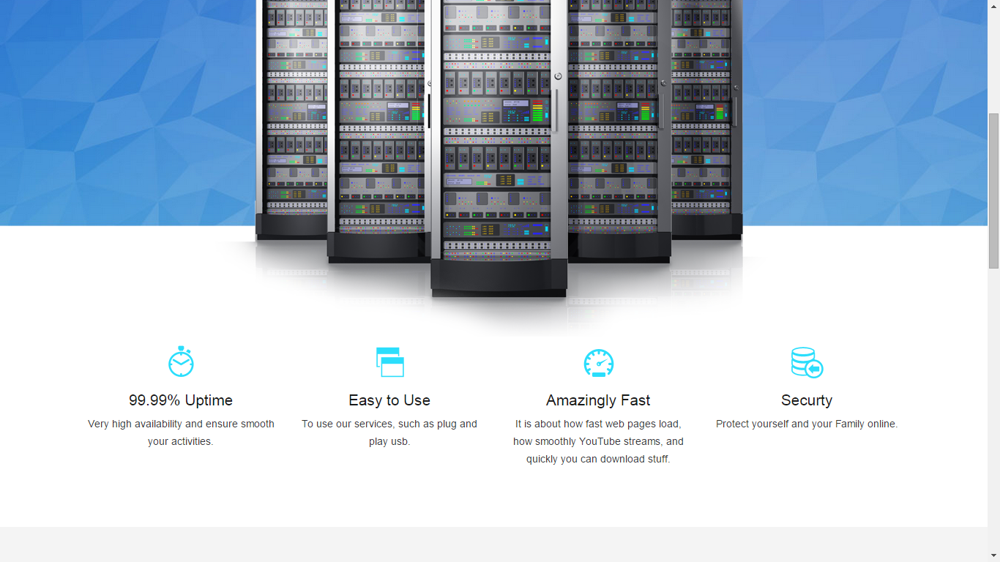 99.99% Uptime
Very high availability and ensure smooth
your activities.
Easy to Use
To use our services, such as plug and
play usb.
Amazingly Fast
It is about how fast web pages load,
how smoothly YouTube streams, and
quickly you can download stuff.
Securty
Protect yourself and your Family online.